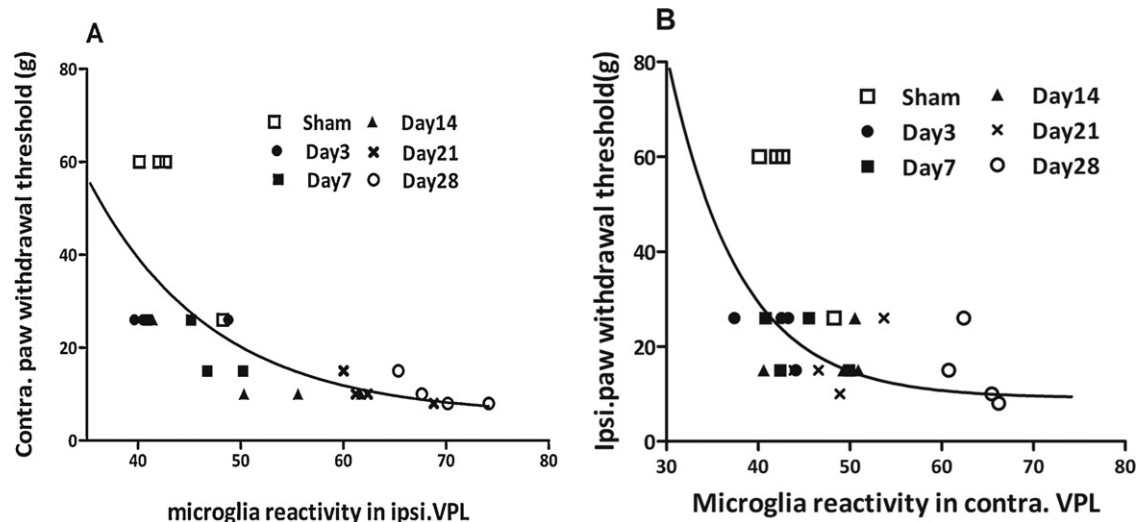 A
Contra. paw withdrawal threshold (g)
80
60
40
20
0
Sham
Day14
Day3
Day21
Day7
Day28
40
50
60
70
80
microglia reactivity in ipsi.VPL
B
Ipsi.paw withdrawal threshold(g)
80
60
40
20
0
Sham
Day14
Day3
Day21
Day7
Day28
30
40
50
60
70
80
Microglia reactivity in contra. VPL